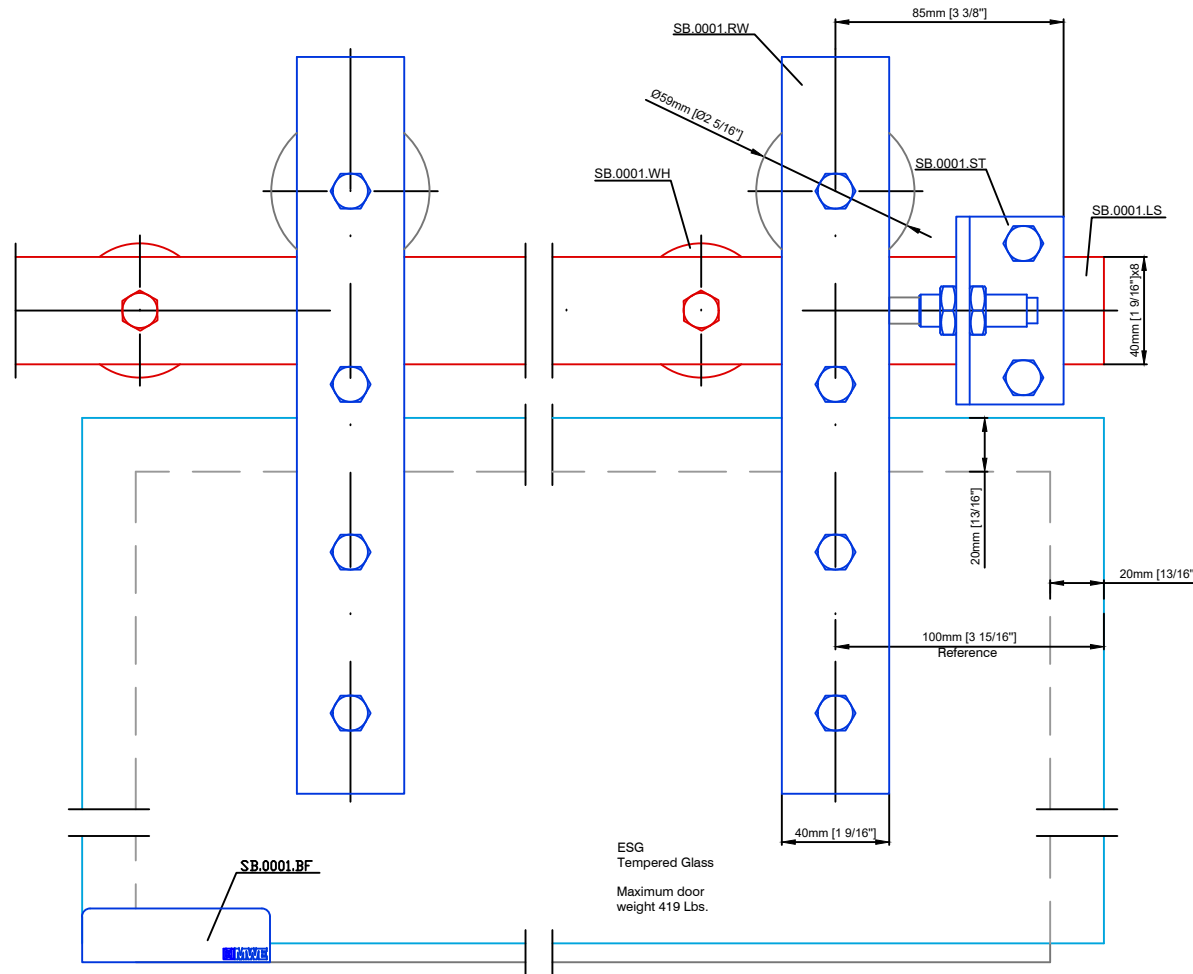 85mm [3 3/8"]
SB.0001.RW
Ø59mm [Ø2 5/16"]
SB.0001.ST
SB.0001.WH
SB.0001.LS
40mm [1 9/16"]x8
20mm [13/16"]
20mm [13/16"
100mm [3 15/16"]
Reference
40mm [1 9/16"]
ESG
Tempered Glass
Maximum door
weight 419 Lbs.
SB.0001.BF
MWE